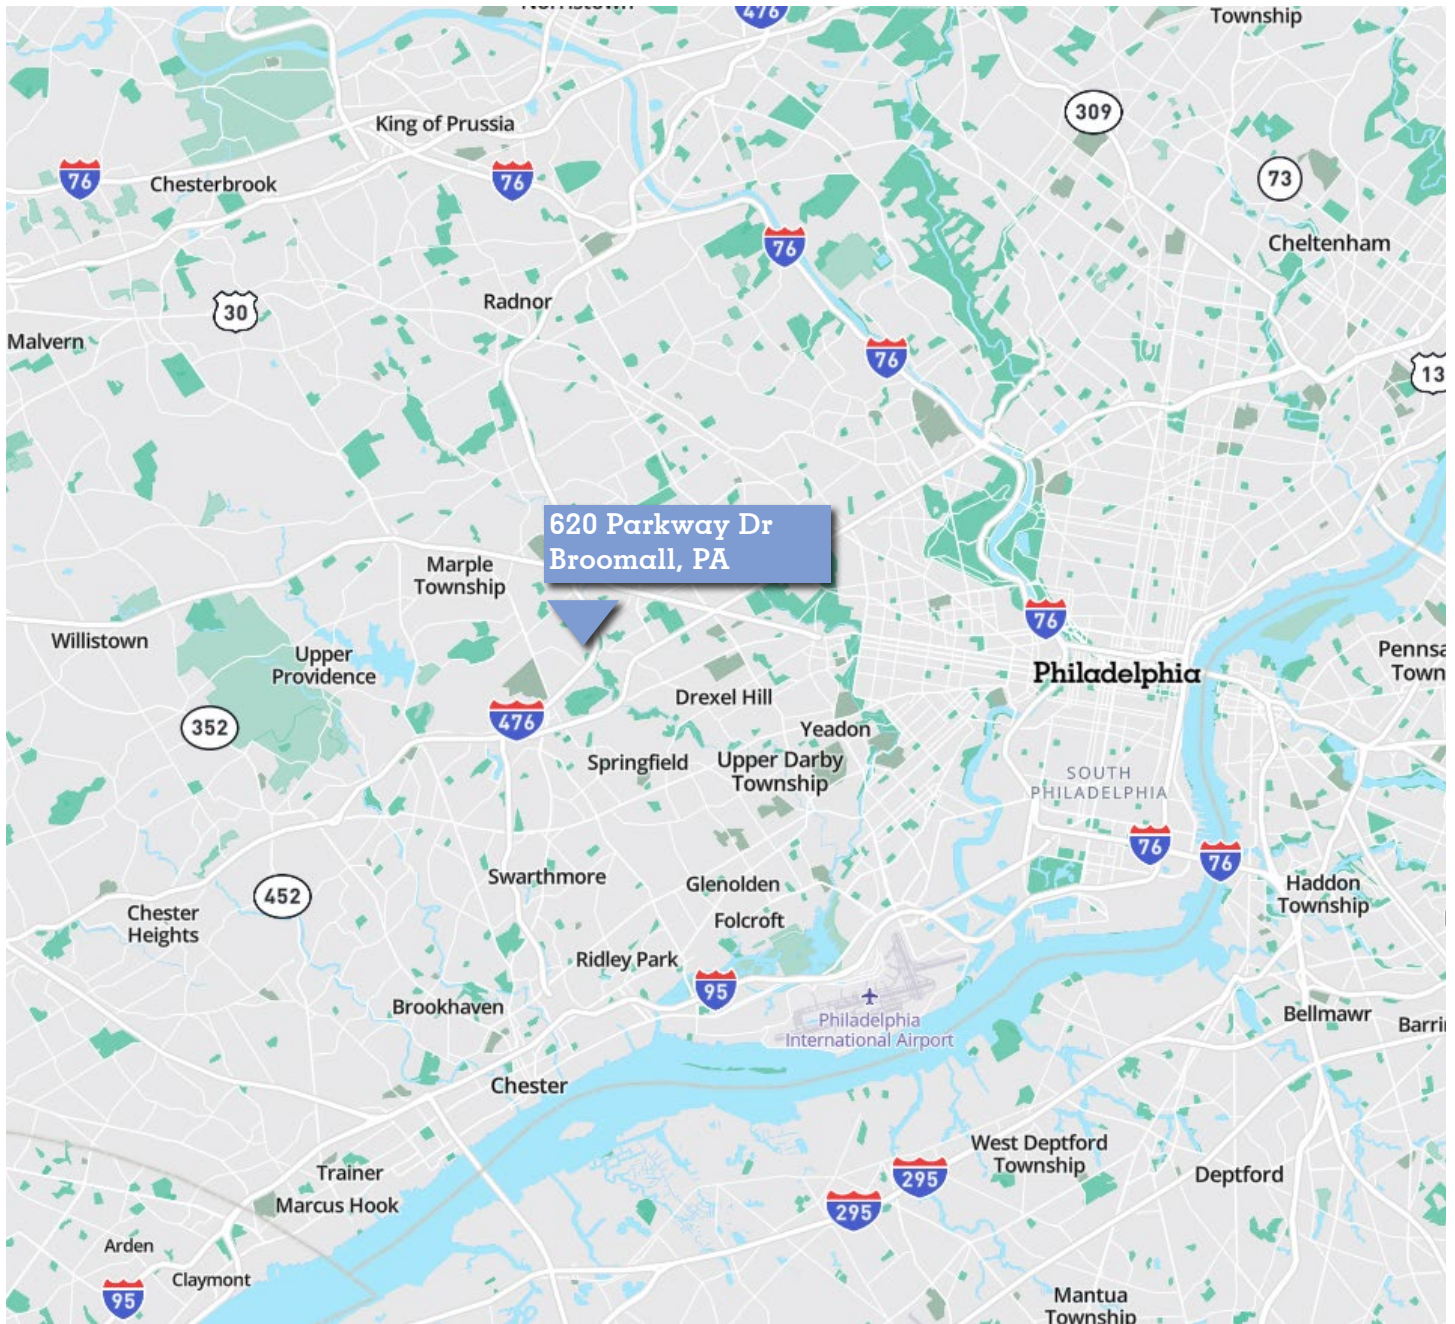 Norristown
476
Township
King of Prussia
309
76
Chesterbrook
76
73
76
Cheltenham
Radnor
30
Malvern
76
13
620 Parkway Dr
Broomall, PA
Marple
Township
76
Willistown
Upper
Providence
Philadelphia
Pennsa
Town
352
476
Drexel Hill
Yeadon
Springfield
Upper Darby
Township
SOUTH
PHILADELPHIA
76
76
Swarthmore
Glenolden
452
Haddon
Township
Chester
Heights
Folcroft
Ridley Park
95
Brookhaven
Philadelphia
International Airport
Bellmawr
Barri
Chester
West Deptford
Township
Deptford
Trainer
Marcus Hook
295
295
Arden
Claymont
95
Mantua
Township